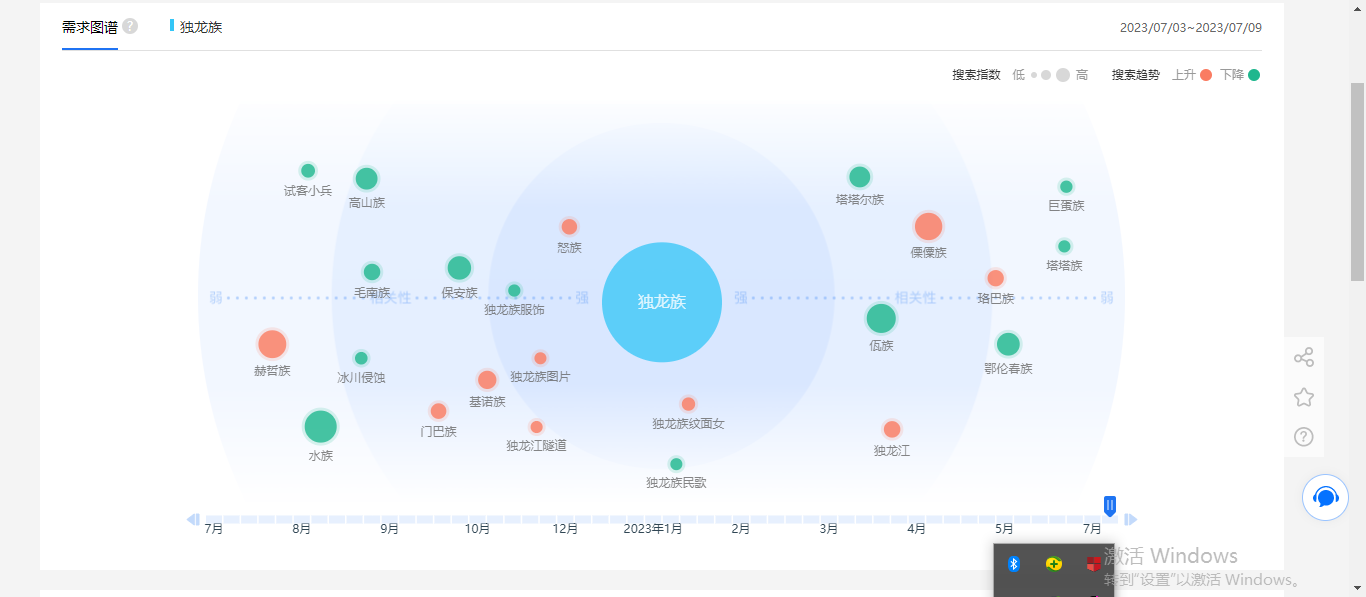 需求图谱 ? 独龙族 2023/07/03~2023/07/09
搜索指数 低 高 搜索趋势 上升 下降
试客小兵
高山族
塔塔尔族
巨蛋族
怒族
傈僳族
塔塔族
毛南族
保安族
独龙族服饰
珞巴族
弱 相关性 强 独龙族 强 相关性 弱
佤族
赫哲族
冰川侵蚀
独龙族图片
鄂伦春族
基诺族
门巴族
独龙族纹面女
水族
独龙江隧道
独龙江
独龙族民歌
7月 8月 9月 10月 12月 2023年1月 2月 3月 4月 5月 7月
激活 Windows
转到"设置"以激活 Windows。